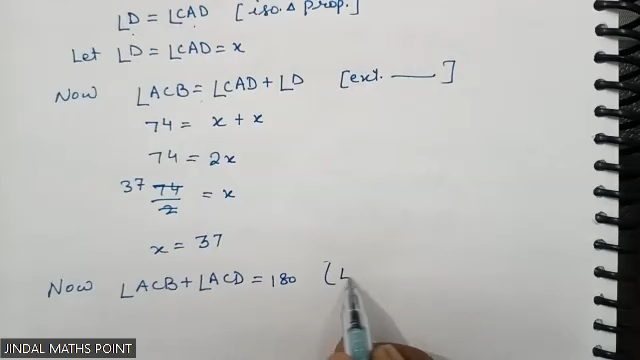 ∠D = ∠CAD [iso. Δ prop.]
Let ∠D = ∠CAD = x
Now ∠ACB = ∠CAD + ∠D [ext. ——]
74 = x + x
74 = 2x
37 74/2 = x
x = 37
Now ∠ACB + ∠ACD = 180 (L
JINDAL MATHS POINT